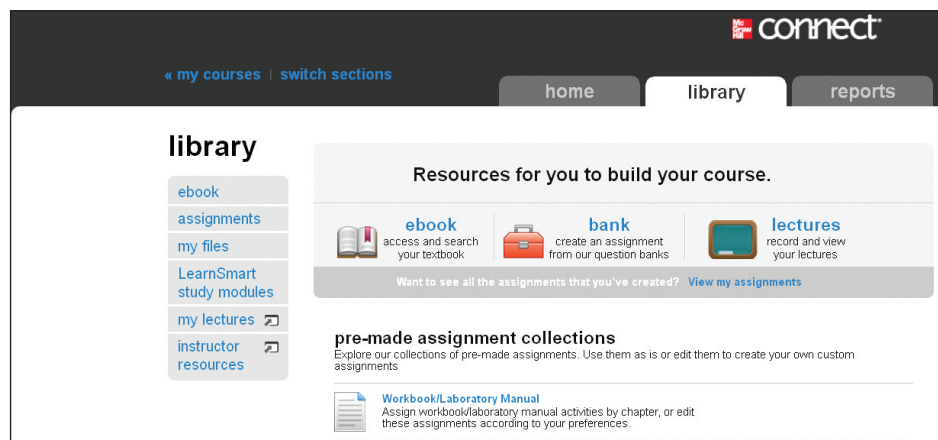 Mc Graw Hill connect
« my courses | switch sections
home library reports
library
ebook
assignments
my files
LearnSmart
study modules
my lectures
instructor
resources
Resources for you to build your course.
ebook
access and search
your textbook
bank
create an assignment
from our question banks
lectures
record and view
your lectures
Want to see all the assignments that you've created? View my assignments
pre-made assignment collections
Explore our collections of pre-made assignments. Use them as is or edit them to create your own custom
assignments
Workbook/Laboratory Manual
Assign workbook/laboratory manual activities by chapter, or edit
these assignments according to your preferences.